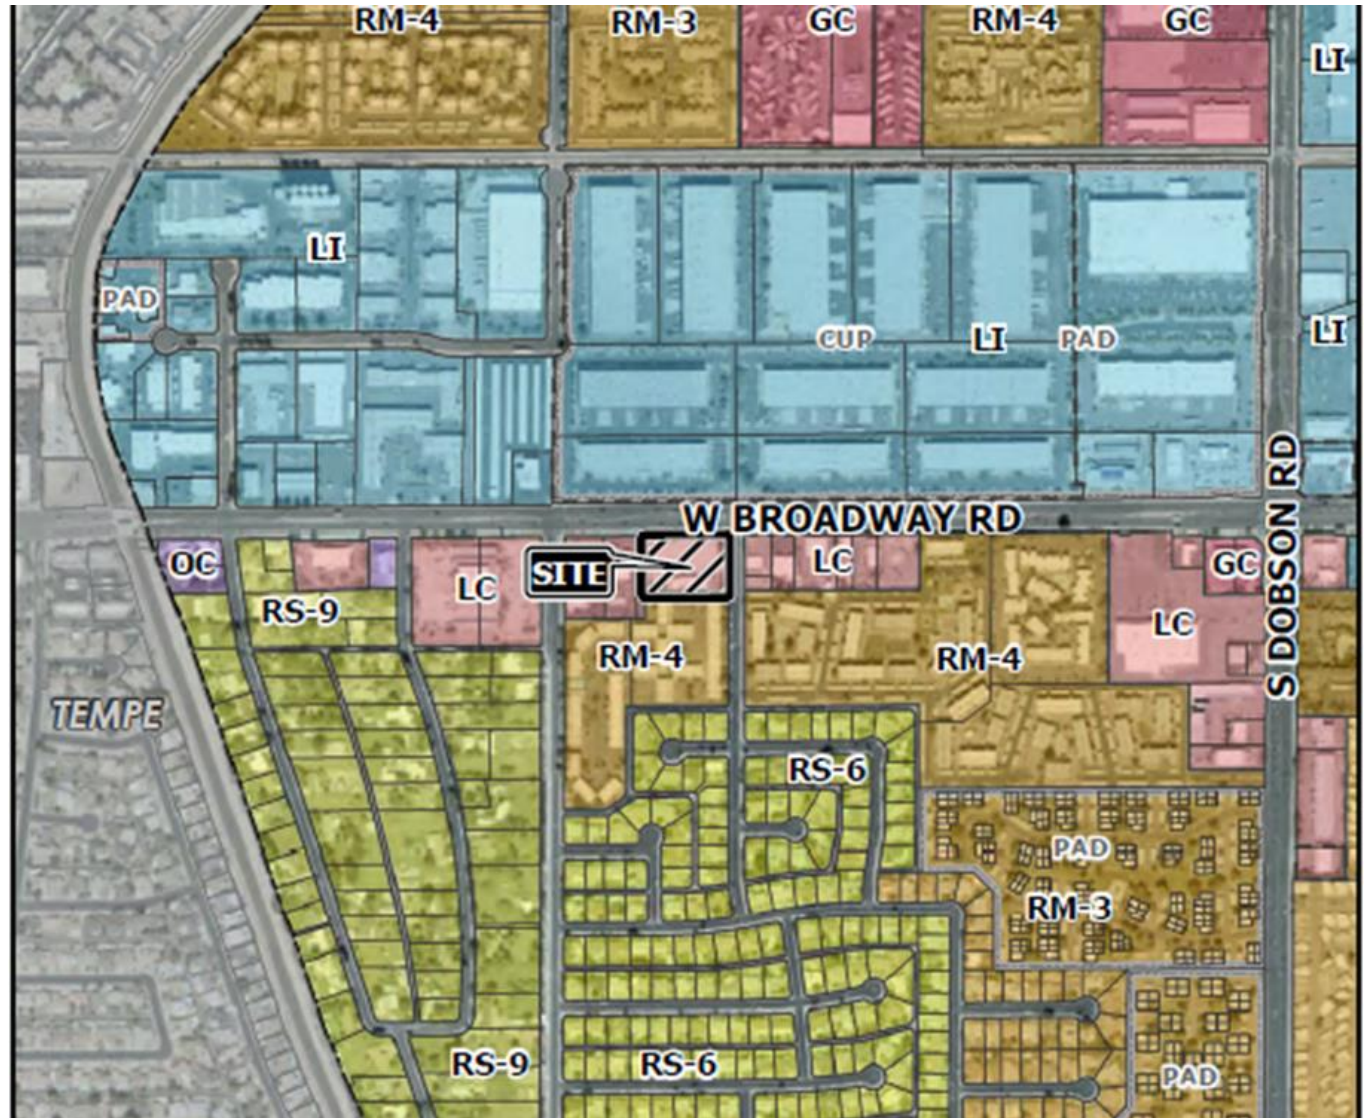 RM-4
RM-3
GC
RM-4
GC
LI
LI
PAD
CUP
LI
PAD
LI
W BROADWAY RD
S DOBSON RD
OC
RS-9
LC
SITE
LC
GC
LC
RM-4
RM-4
TEMPE
RS-6
PAD
RM-3
RS-9
RS-6
PAD